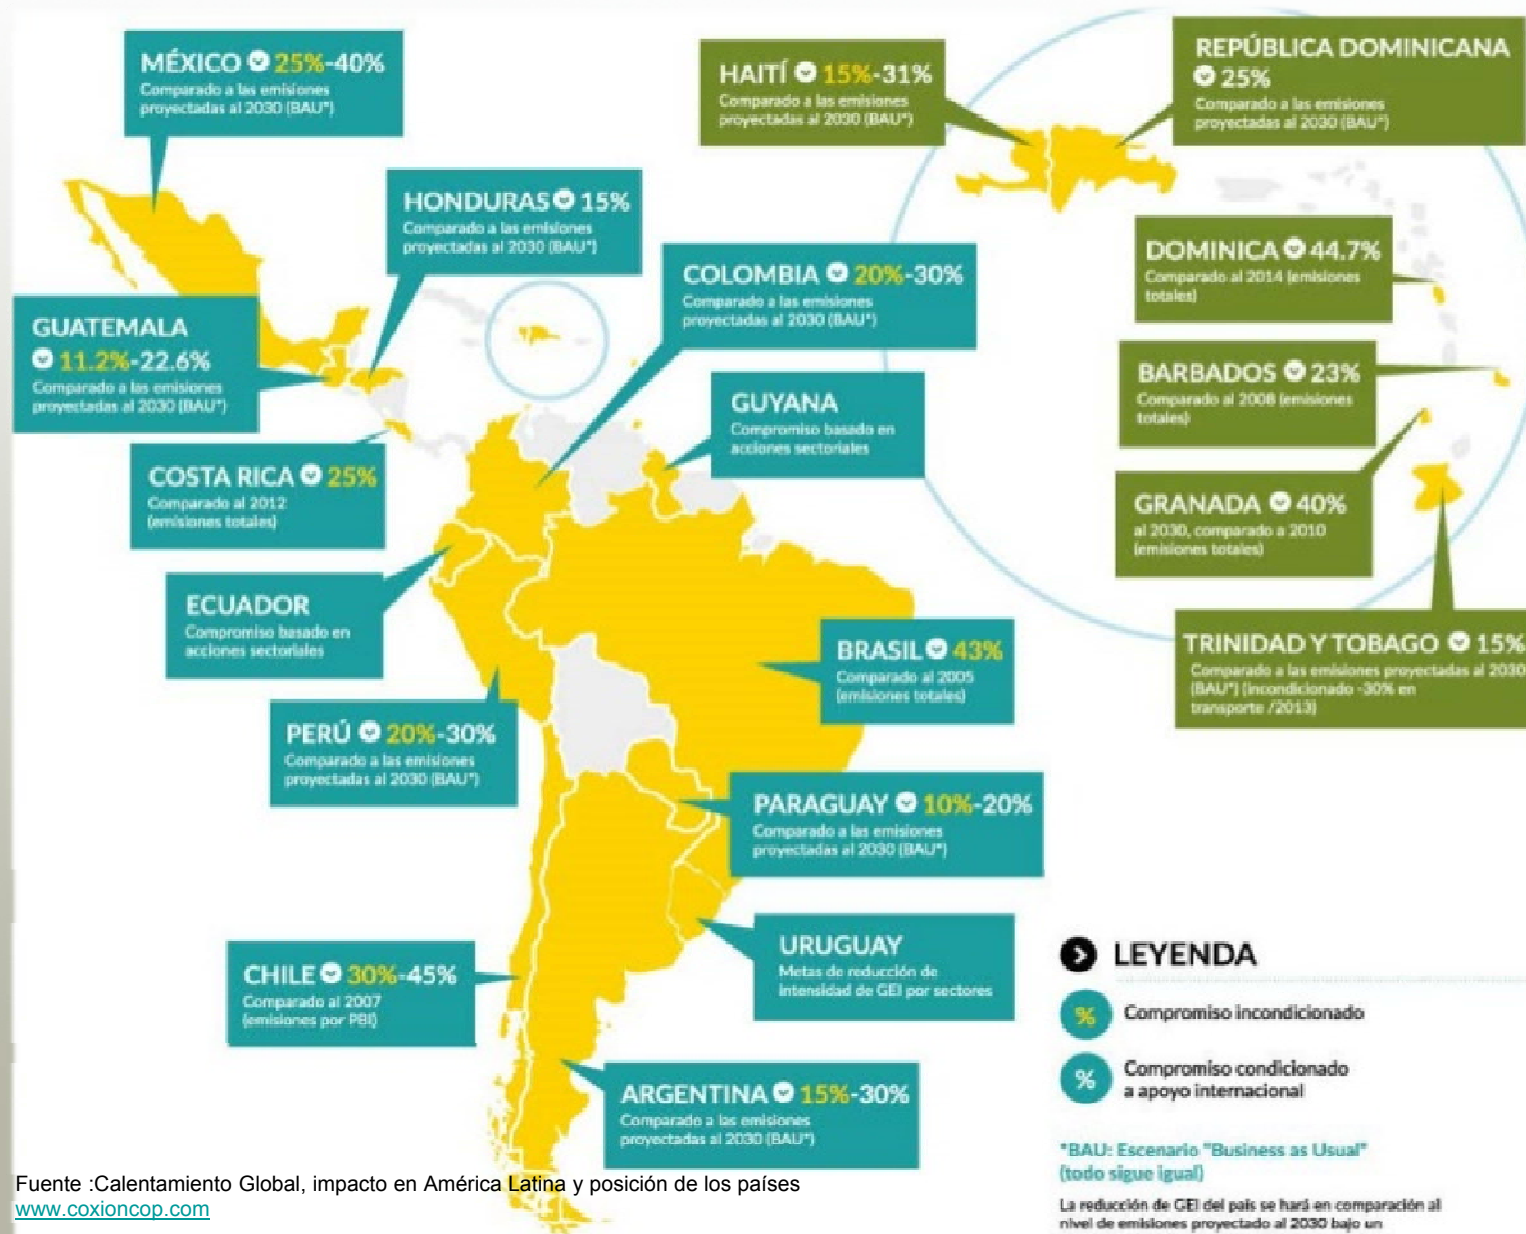 MÉXICO 25%-40%
Comparado a las emisiones
proyectadas al 2030 (BAU*)
HAITÍ 15%-31%
Comparado a las emisiones
proyectadas al 2030 (BAU*)
REPÚBLICA DOMINICANA
25%
Comparado a las emisiones
proyectadas al 2030 (BAU*)
HONDURAS 15%
Comparado a las emisiones
proyectadas al 2030 (BAU*)
COLOMBIA 20%-30%
Comparado a las emisiones
proyectadas al 2030 (BAU*)
DOMINICA 44.7%
Comparado al 2014 (emisiones
totales)
GUATEMALA
11.2%-22.6%
Comparado a las emisiones
proyectadas al 2030 (BAU*)
GUYANA
Compromiso basado en
acciones sectoriales
BARBADOS 23%
Comparado al 2008 (emisiones
totales)
COSTA RICA 25%
Comparado al 2012
(emisiones totales)
GRANADA 40%
al 2030, comparado a 2010
(emisiones totales)
ECUADOR
Compromiso basado en
acciones sectoriales
BRASIL 43%
Comparado al 2005
(emisiones totales)
TRINIDAD Y TOBAGO 15%
Comparado a las emisiones proyectadas al 2030
(BAU*) (incondicionado -30% en
transporte /2013)
PERÚ 20%-30%
Comparado a las emisiones
proyectadas al 2030 (BAU*)
PARAGUAY 10%-20%
Comparado a las emisiones
proyectadas al 2030 (BAU*)
URUGUAY
Metas de reducción de
intensidad de GEI por sectores
CHILE 30%-45%
Comparado al 2007
(emisiones por PBI)
ARGENTINA 15%-30%
Comparado a las emisiones
proyectadas al 2030 (BAU*)
LEYENDA
% Compromiso incondicionado
% Compromiso condicionado
a apoyo internacional
*BAU: Escenario "Business as Usual"
(todo sigue igual)
La reducción de GEI del país se hará en comparación al
nivel de emisiones proyectado al 2030 bajo un
Fuente :Calentamiento Global, impacto en América Latina y posición de los países
www.coxioncop.com